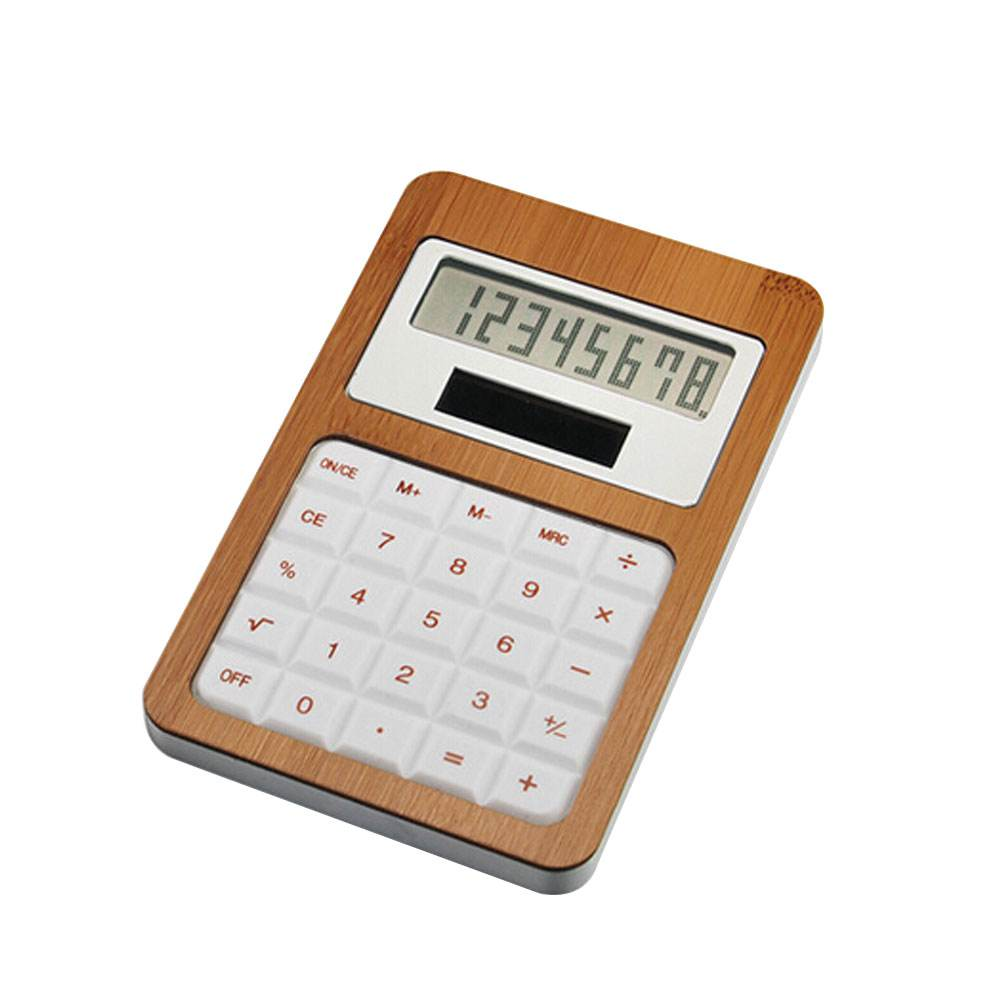 12345678.
ON/CE M+ M- MRC ÷
CE 7 8 9 ×
% 4 5 6 −
√ 1 2 3 +/−
OFF 0 . = +